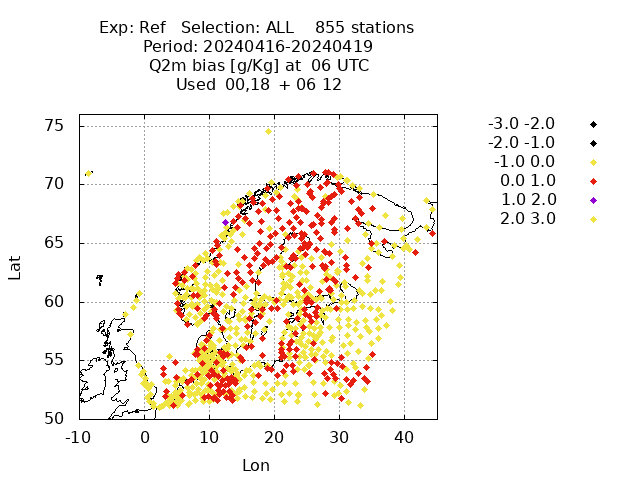 Exp: Ref   Selection: ALL    855 stations
Period: 20240416-20240419
Q2m bias [g/Kg] at  06 UTC
Used  00,18  + 06 12
75
70
65
60
55
50
Lat
-10 0 10 20 30 40
Lon
-3.0 -2.0
-2.0 -1.0
-1.0 0.0
0.0 1.0
1.0 2.0
2.0 3.0